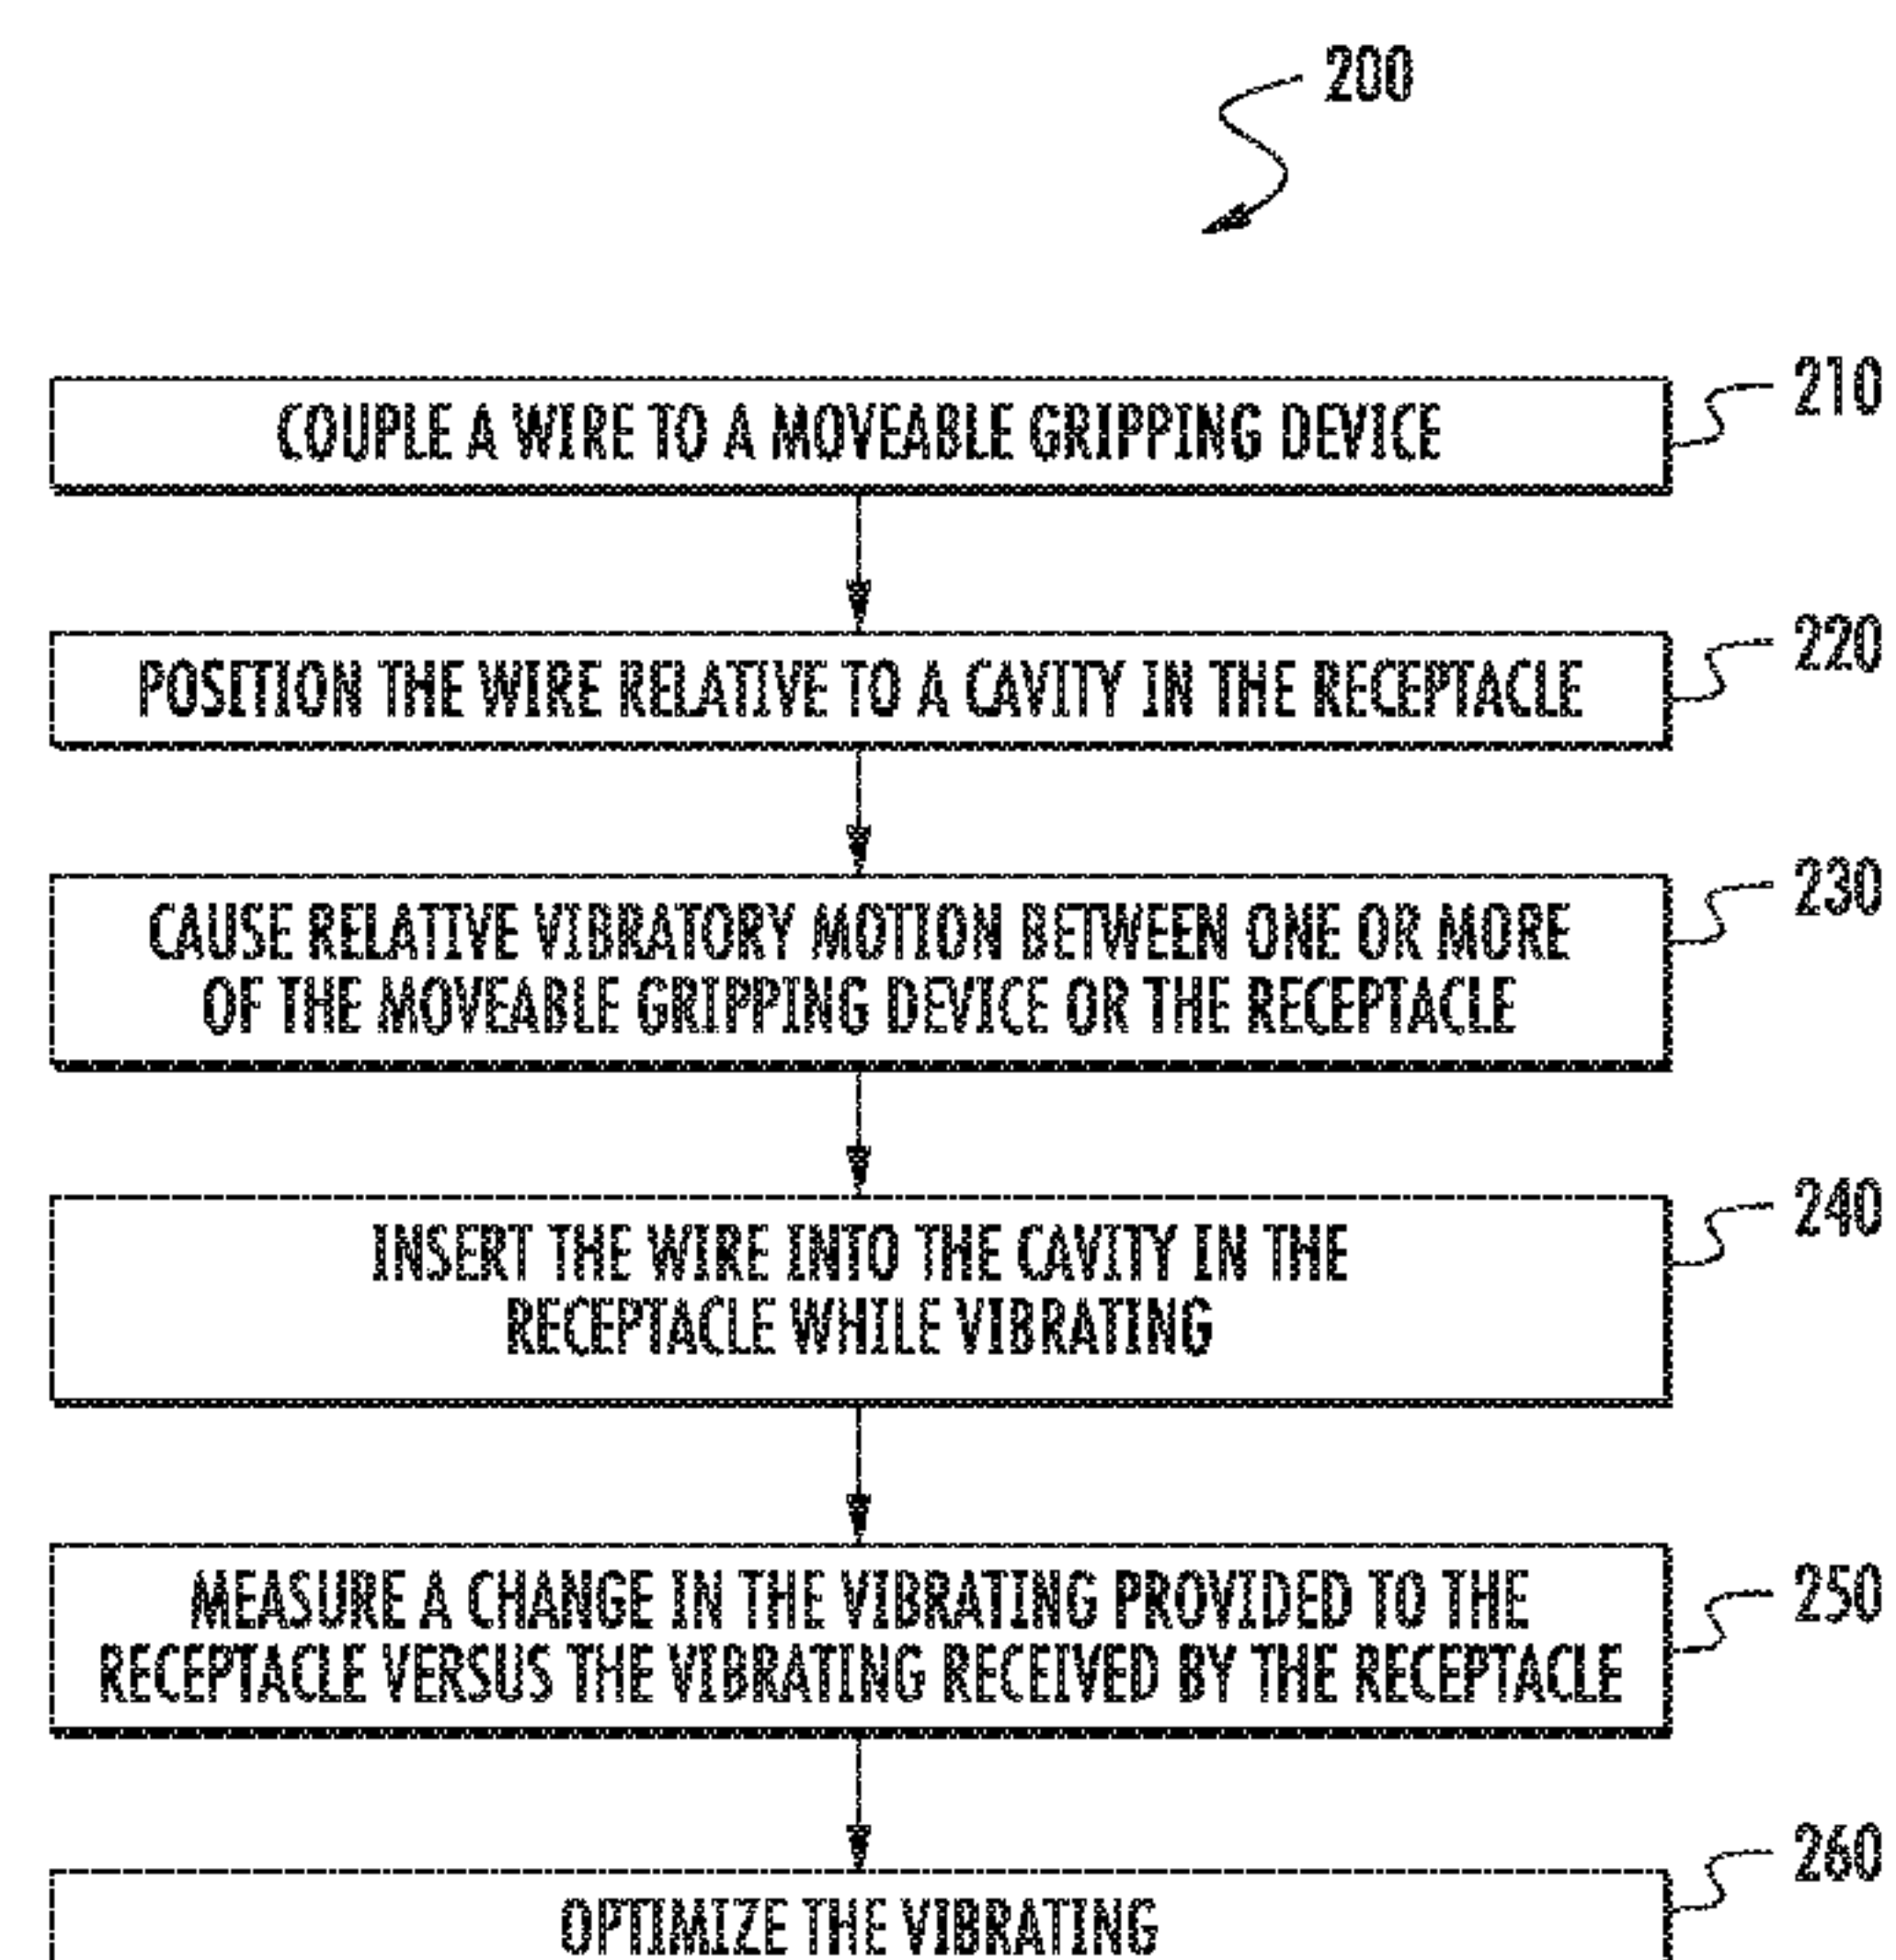 200
COUPLE A WIRE TO A MOVEABLE GRIPPING DEVICE
210
POSITION THE WIRE RELATIVE TO A CAVITY IN THE RECEPTACLE
220
CAUSE RELATIVE VIBRATORY MOTION BETWEEN ONE OR MORE
OF THE MOVEABLE GRIPPING DEVICE OR THE RECEPTACLE
230
INSERT THE WIRE INTO THE CAVITY IN THE
RECEPTACLE WHILE VIBRATING
240
MEASURE A CHANGE IN THE VIBRATING PROVIDED TO THE
RECEPTACLE VERSUS THE VIBRATING RECEIVED BY THE RECEPTACLE
250
OPTIMIZE THE VIBRATING
260